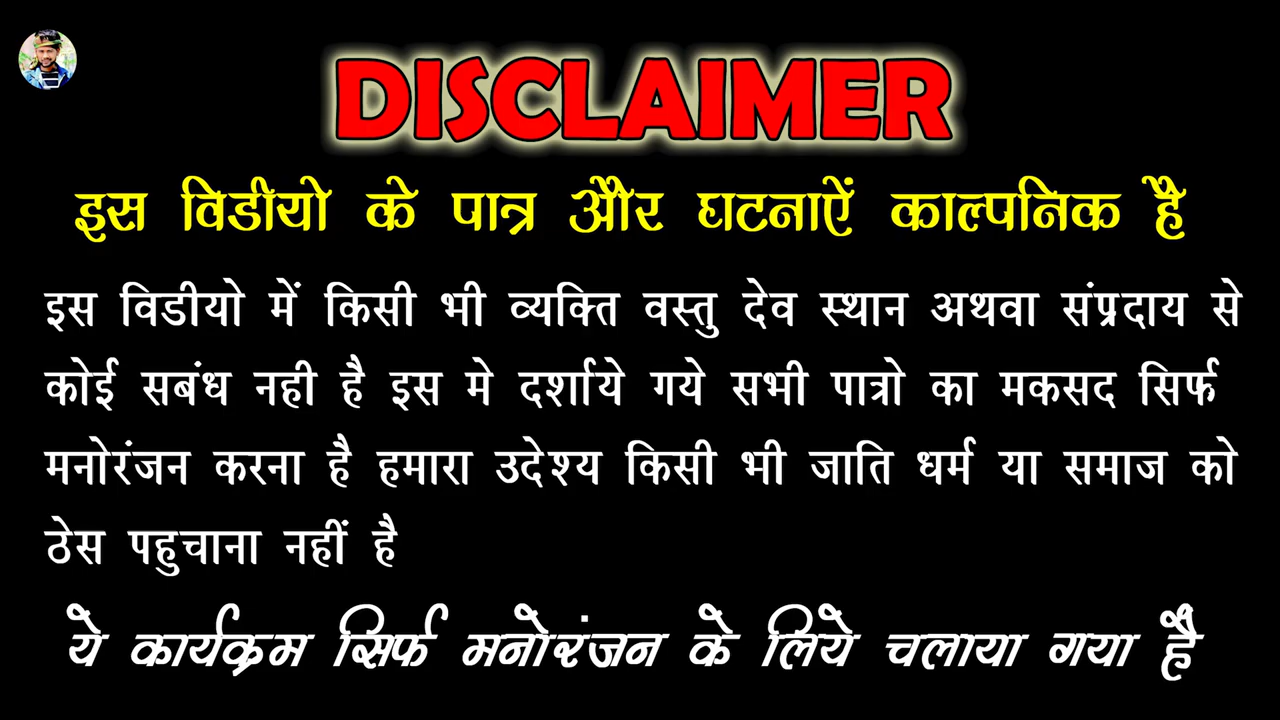 DISCLAIMER
इस विडीयो के पात्र और घटनाऐं काल्पनिक है
इस विडीयो में किसी भी व्यक्ति वस्तु देव स्थान अथवा संप्रदाय से
कोई सबंध नही है इस मे दर्शाये गये सभी पात्रो का मकसद सिर्फ
मनोरंजन करना है हमारा उदेश्य किसी भी जाति धर्म या समाज को
ठेस पहुचाना नहीं है
ये कार्यक्रम सिर्फ मनोरंजन के लिये चलाया गया है